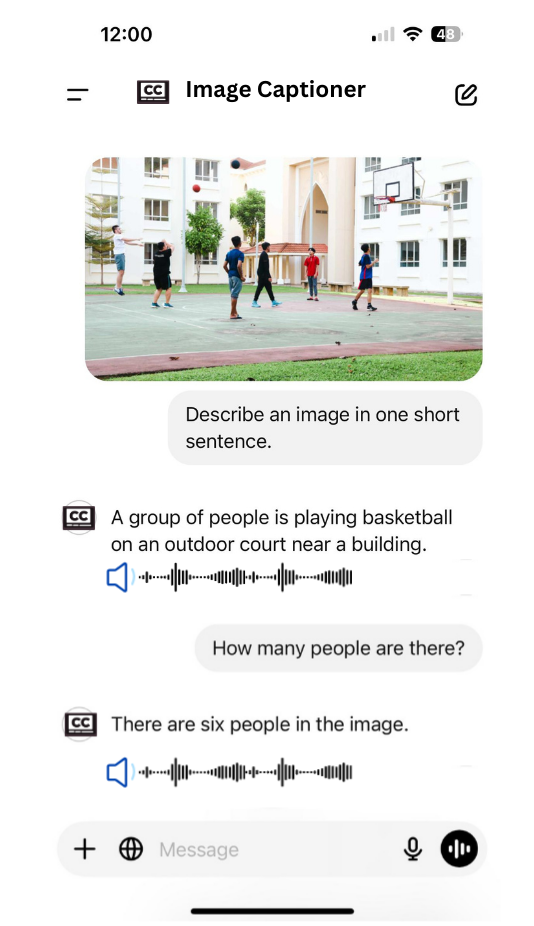 12:00
48
CC Image Captioner
Describe an image in one short
sentence.
CC
A group of people is playing basketball
on an outdoor court near a building.
How many people are there?
CC
There are six people in the image.
Message